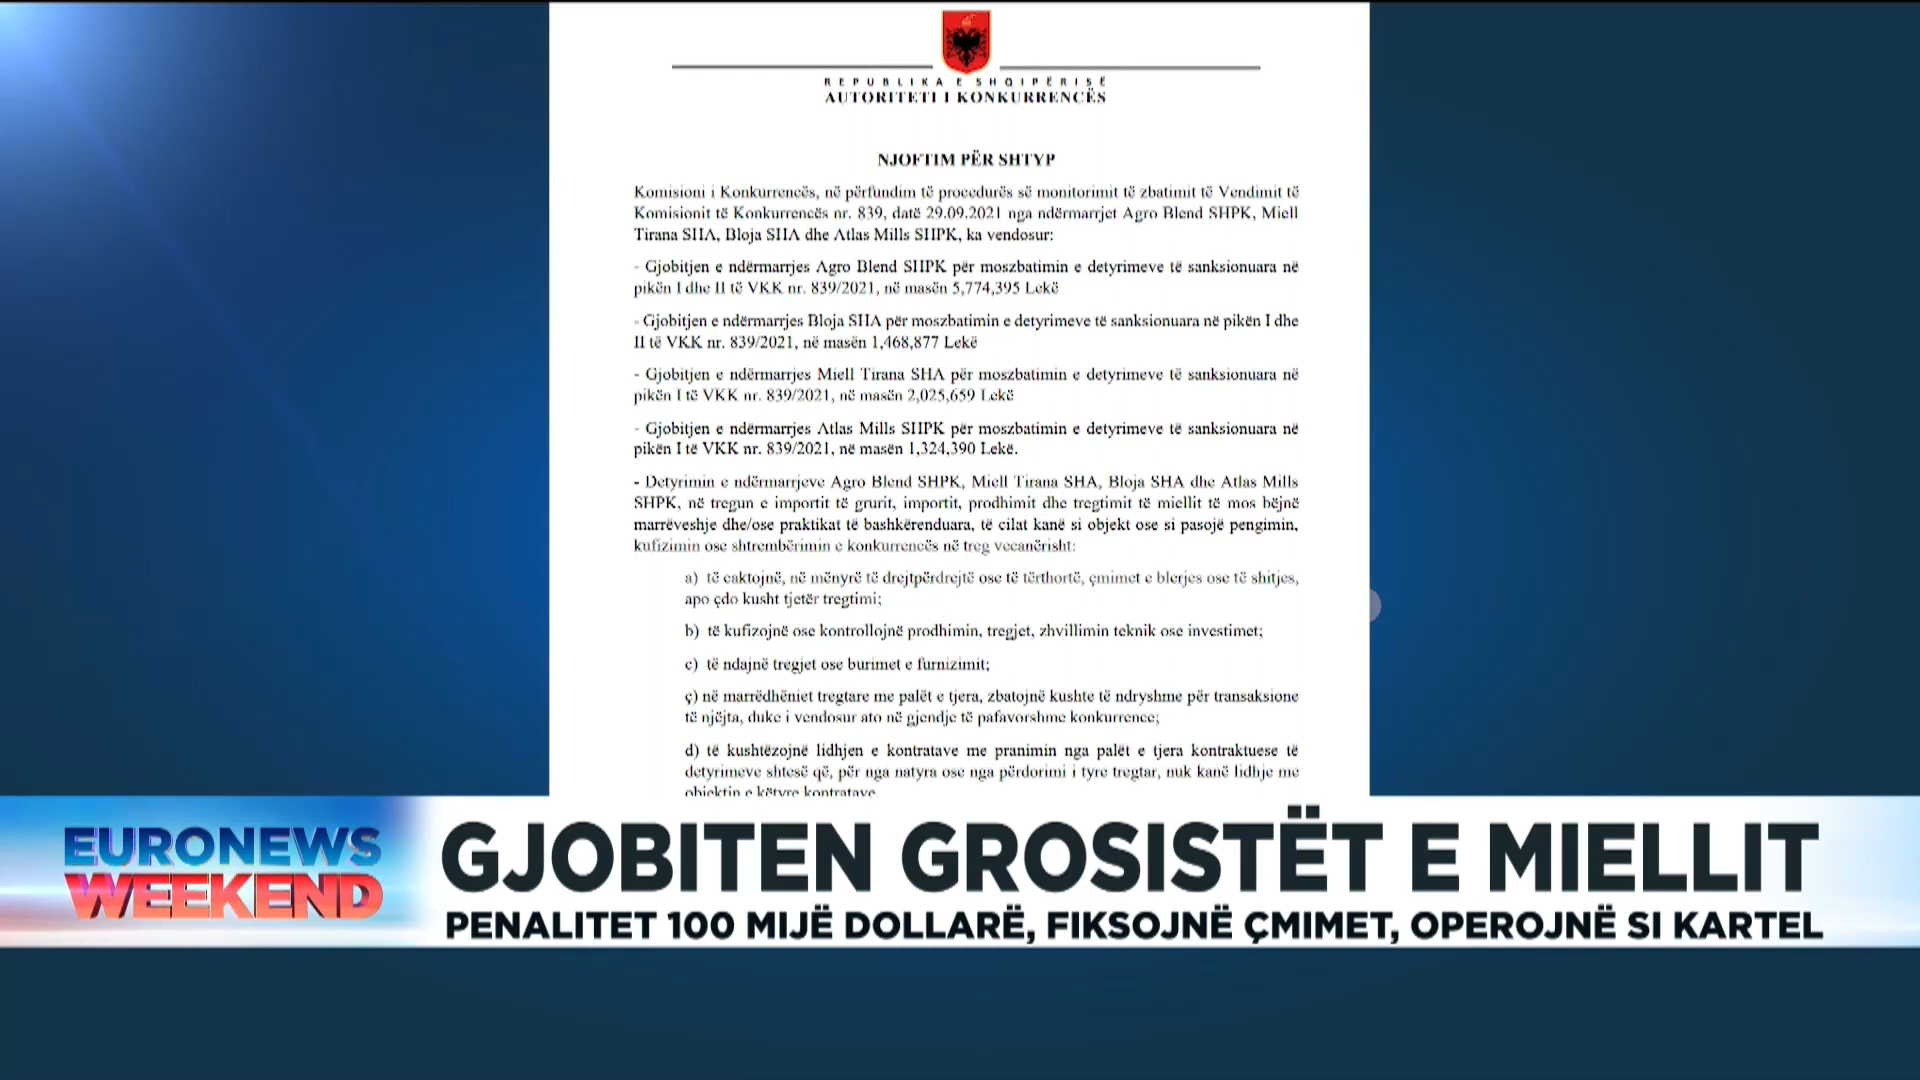 REPUBLIKA E SHQIPËRISË
AUTORITETI I KONKURRENCËS
NJOFTIM PËR SHTYP
Komisioni i Konkurrencës, në përfundim të procedurës së monitorimit të zbatimit të Vendimit të
Komisionit të Konkurrencës nr. 839, datë 29.09.2021 nga ndërmarrjet Agro Blend SHPK, Miell
Tirana SHA, Bloja SHA dhe Atlas Mills SHPK, ka vendosur:
- Gjobitjen e ndërmarrjes Agro Blend SHPK për moszbatimin e detyrimeve të sanksionuara në
pikën I dhe II të VKK nr. 839/2021, në masën 5,774,395 Lekë
- Gjobitjen e ndërmarrjes Bloja SHA për moszbatimin e detyrimeve të sanksionuara në pikën I dhe
II të VKK nr. 839/2021, në masën 1,468,877 Lekë
- Gjobitjen e ndërmarrjes Miell Tirana SHA për moszbatimin e detyrimeve të sanksionuara në
pikën I të VKK nr. 839/2021, në masën 2,025,659 Lekë
- Gjobitjen e ndërmarrjes Atlas Mills SHPK për moszbatimin e detyrimeve të sanksionuara në
pikën I të VKK nr. 839/2021, në masën 1,324,390 Lekë.
- Detyrimin e ndërmarrjeve Agro Blend SHPK, Miell Tirana SHA, Bloja SHA dhe Atlas Mills
SHPK, në tregun e importit të grurit, importit, prodhimit dhe tregtimit të miellit të mos bëjnë
marrëveshje dhe/ose praktikat të bashkërenduara, të cilat kanë si objekt ose si pasojë pengimin,
kufizimin ose shtrembërimin e konkurrencës në treg veçanërisht:
a) të caktojnë, në mënyrë të drejtpërdrejtë ose të tërthortë, çmimet e blerjes ose të shitjes,
apo çdo kusht tjetër tregtimi;
b) të kufizojnë ose kontrollojnë prodhimin, tregjet, zhvillimin teknik ose investimet;
c) të ndajnë tregjet ose burimet e furnizimit;
ç) në marrëdhëniet tregtare me palët e tjera, zbatojnë kushte të ndryshme për transaksione
të njëjta, duke i vendosur ato në gjendje të pafavorshme konkurrence;
d) të kushtëzojnë lidhjen e kontratave me pranimin nga palët e tjera kontraktuese të
detyrimeve shtesë që, për nga natyra ose nga përdorimi i tyre tregtar, nuk kanë lidhje me
objektin e këtyre kontratave.
EURONEWS
WEEKEND
GJOBITEN GROSISTËT E MIELLIT
PENALITET 100 MIJË DOLLARË, FIKSOJNË ÇMIMET, OPEROJNË SI KARTEL